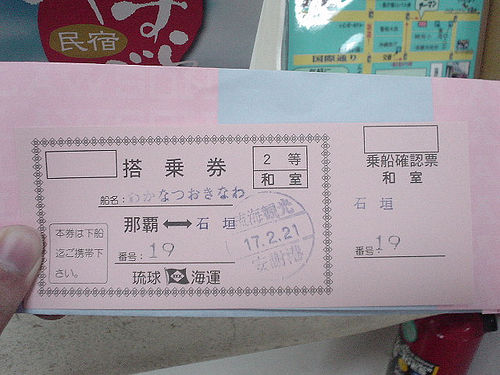 民宿
国際通り
搭乗券
2等
和室
船名: わかなつおきなわ
那覇⟷石垣
本券は下船
迄ご携帯下
さい。
番号: 19
琉球海運
観光
17.2.21
乗船確認票
和室
石垣
番号: 19